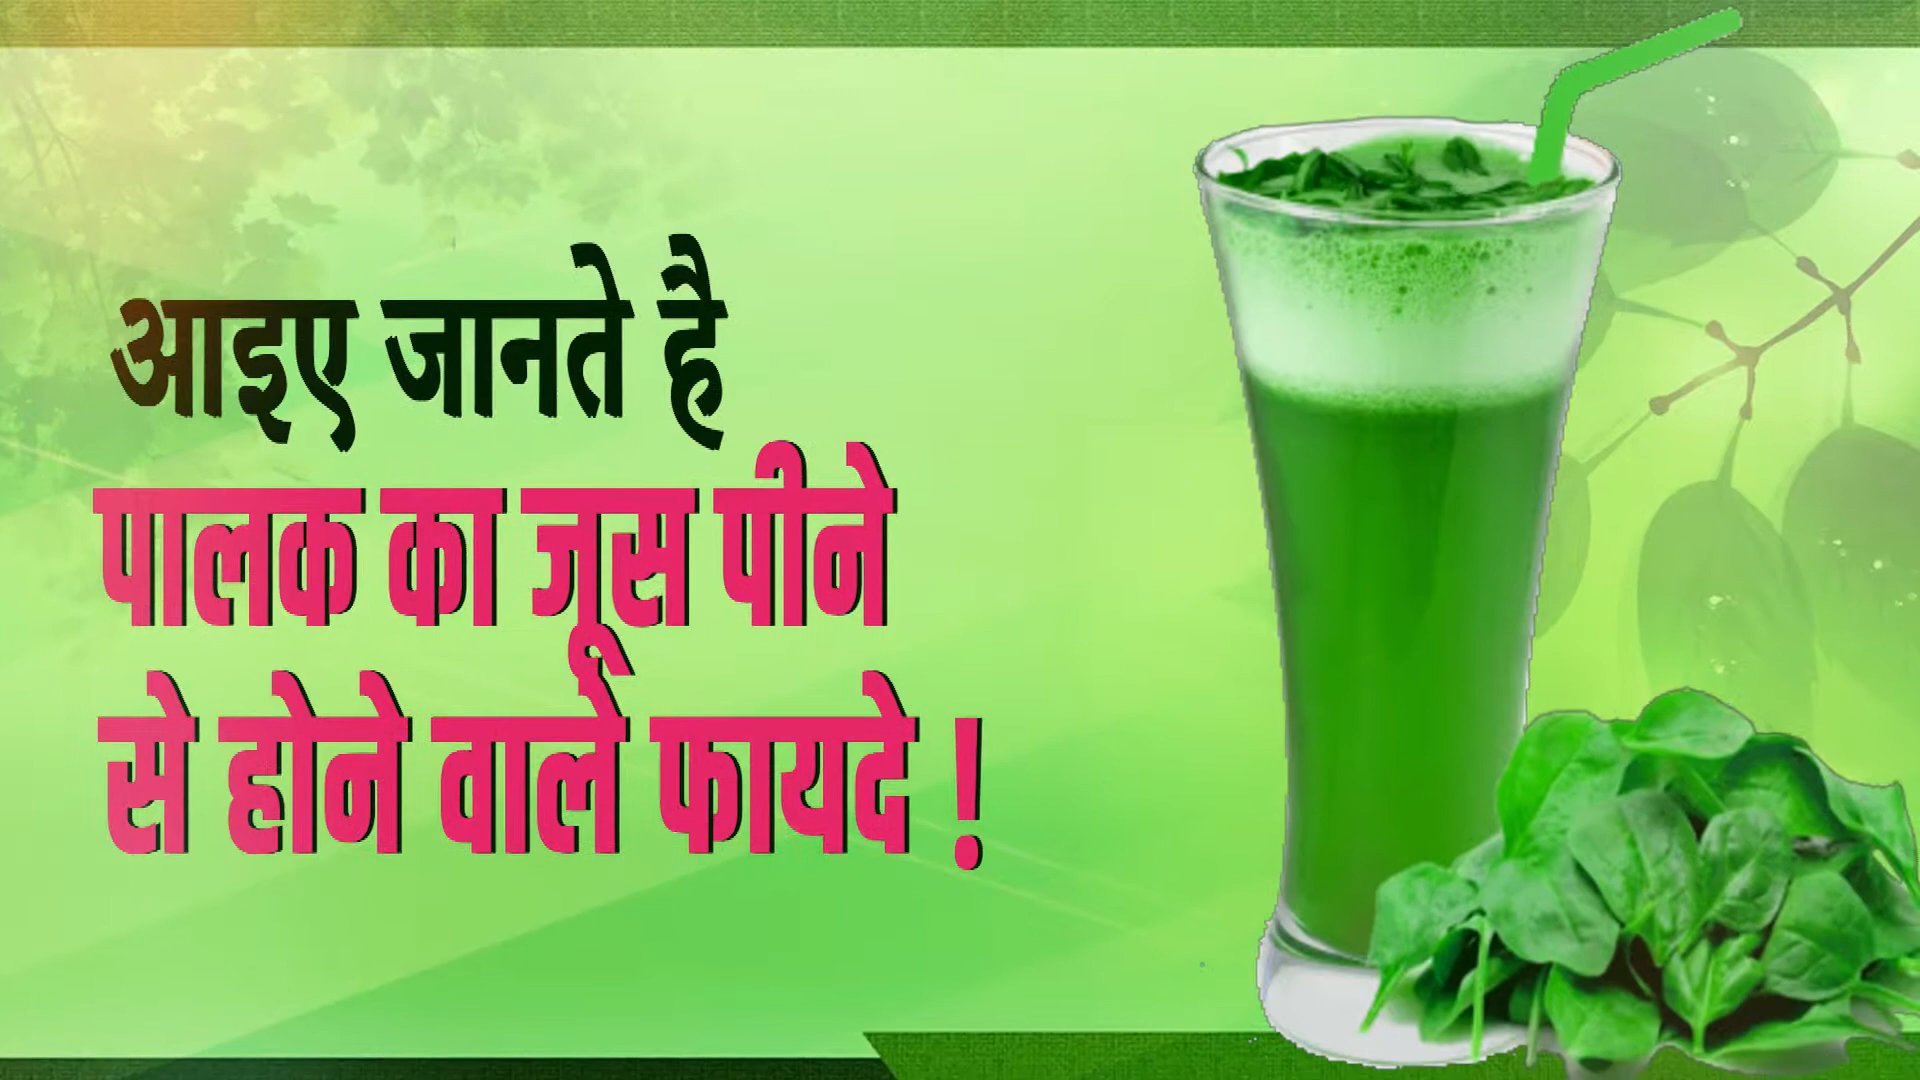 आइए जानते है
पालक का जूस पीने
से होने वाले फायदे !